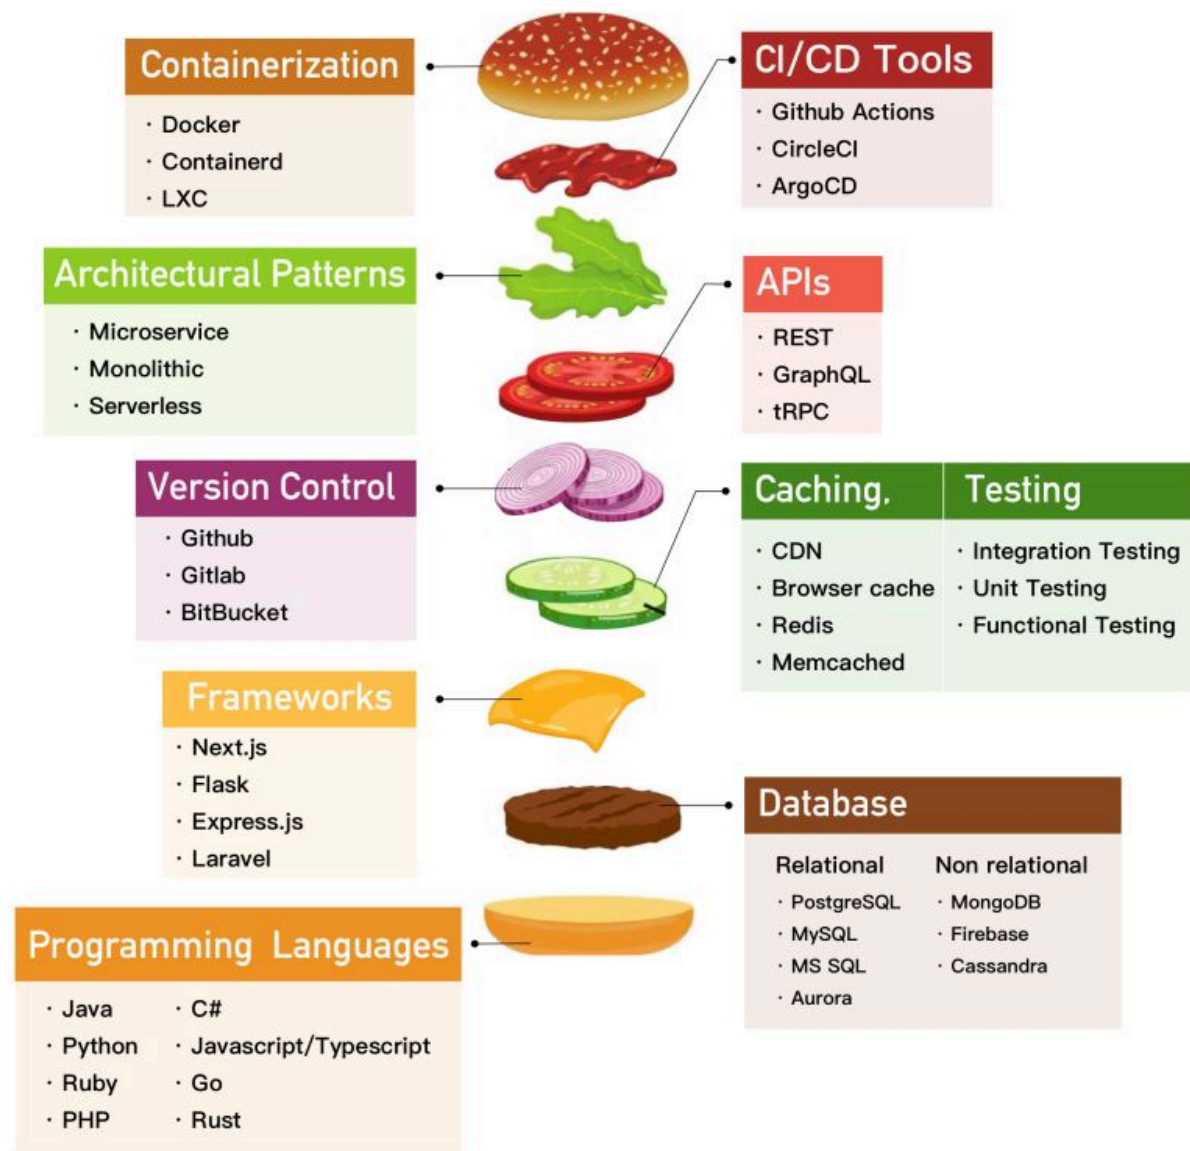 Containerization
· Docker
· Containerd
· LXC
CI/CD Tools
· Github Actions
· CircleCI
· ArgoCD
Architectural Patterns
· Microservice
· Monolithic
· Serverless
APIs
· REST
· GraphQL
· tRPC
Version Control
· Github
· Gitlab
· BitBucket
Caching,
· CDN
· Browser cache
· Redis
· Memcached
Testing
· Integration Testing
· Unit Testing
· Functional Testing
Frameworks
· Next.js
· Flask
· Express.js
· Laravel
Database
Relational
· PostgreSQL
· MySQL
· MS SQL
· Aurora
Non relational
· MongoDB
· Firebase
· Cassandra
Programming Languages
· Java
· Python
· Ruby
· PHP
· C#
· Javascript/Typescript
· Go
· Rust